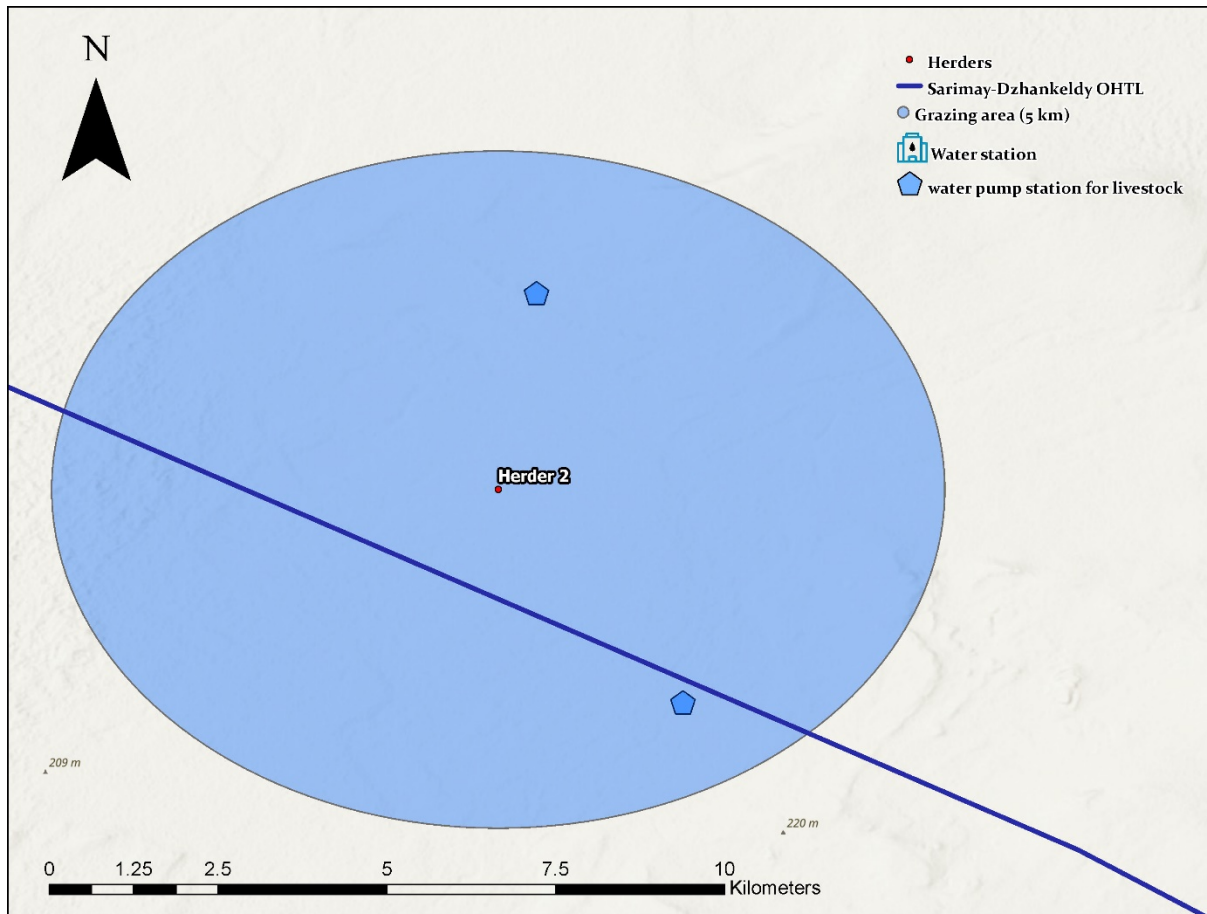 N
Herders
Sarimay-Dzhankeldy OHTL
Grazing area (5 km)
Water station
water pump station for livestock
Herder 2
209 m
220 m
0 1.25 2.5 5 7.5 10
Kilometers